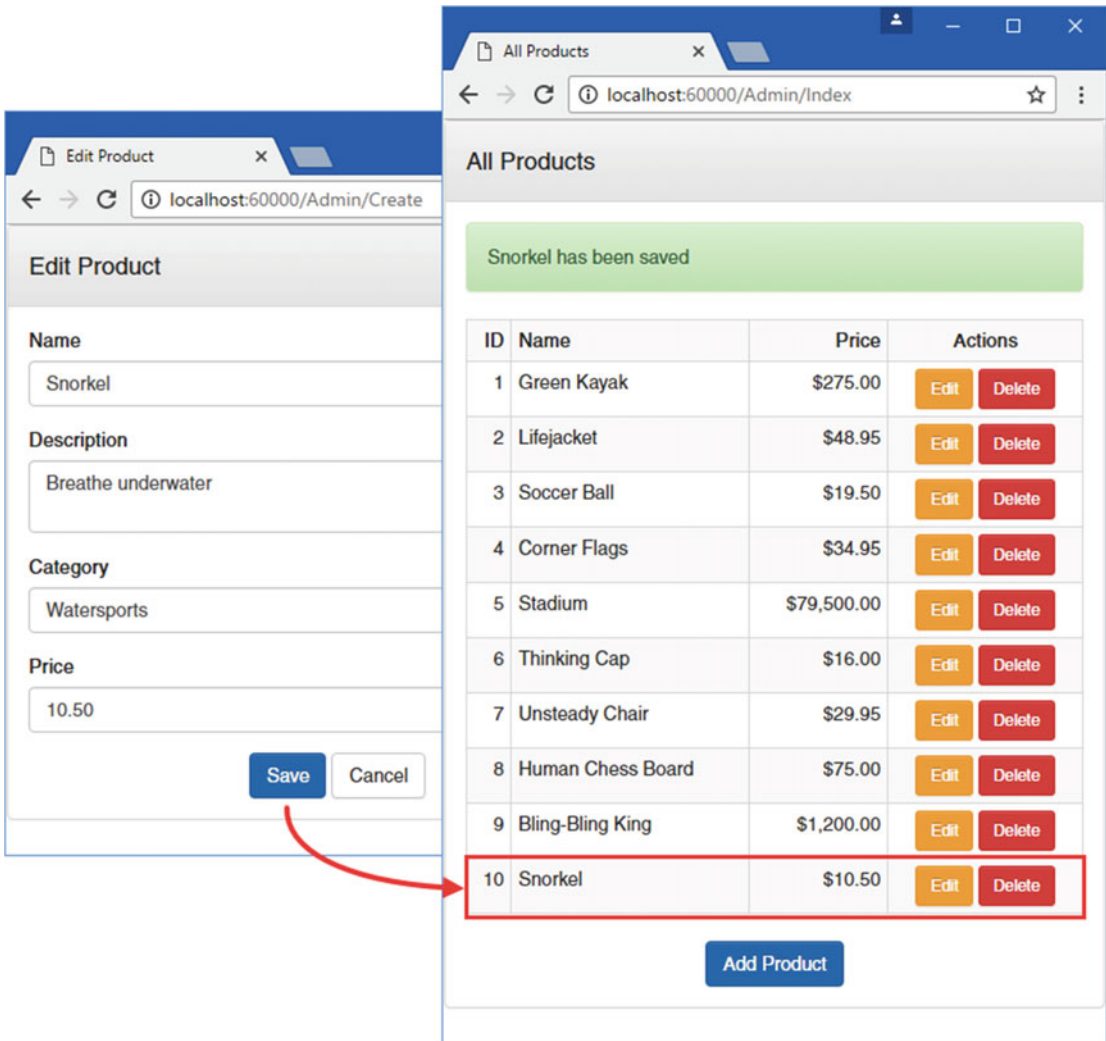 Edit Product
localhost:60000/Admin/Create
Edit Product
Name
Snorkel
Description
Breathe underwater
Category
Watersports
Price
10.50
Save Cancel
All Products
localhost:60000/Admin/Index
All Products
Snorkel has been saved
ID Name Price Actions
1 Green Kayak $275.00 Edit Delete
2 Lifejacket $48.95 Edit Delete
3 Soccer Ball $19.50 Edit Delete
4 Corner Flags $34.95 Edit Delete
5 Stadium $79,500.00 Edit Delete
6 Thinking Cap $16.00 Edit Delete
7 Unsteady Chair $29.95 Edit Delete
8 Human Chess Board $75.00 Edit Delete
9 Bling-Bling King $1,200.00 Edit Delete
10 Snorkel $10.50 Edit Delete
Add Product